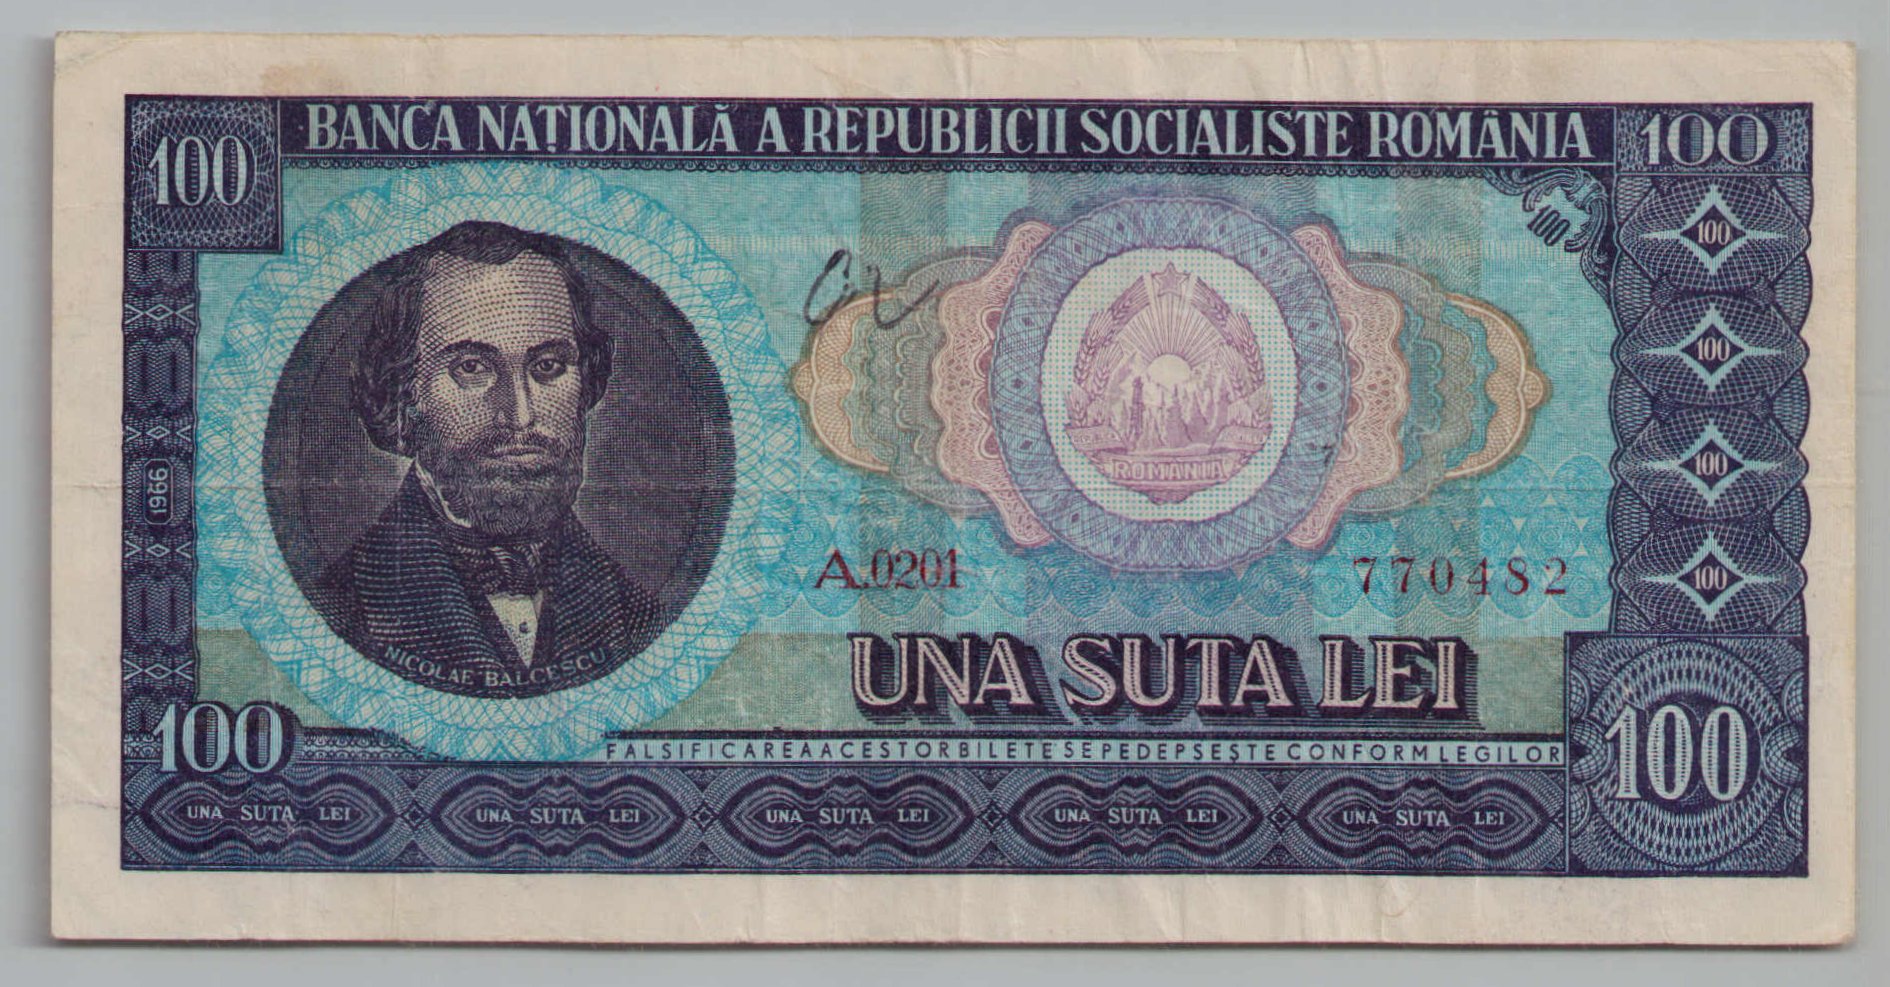 100
BANCA NAȚIONALĂ A REPUBLICII SOCIALISTE ROMÂNIA
100
100
100
100
100
100
1966
ROMANIA
A.0201
770482
NICOLAE BALCESCU
UNA SUTA LEI
100
FALSIFICAREA ACESTOR BILETE SE PEDEPSEȘTE CONFORM LEGILOR
100
UNA SUTA LEI
UNA SUTA LEI
UNA SUTA LEI
UNA SUTA LEI
UNA SUTA LEI